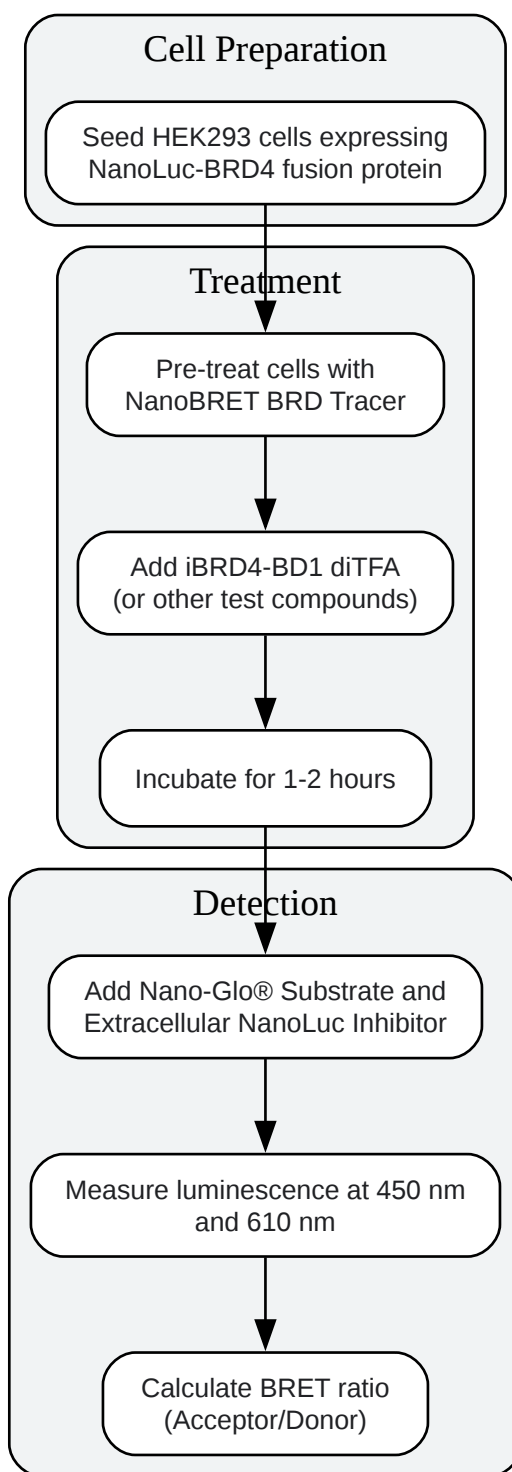 Cell Preparation
Seed HEK293 cells expressing
NanoLuc-BRD4 fusion protein
Treatment
Pre-treat cells with
NanoBRET BRD Tracer
Add iBRD4-BD1 diTFA
(or other test compounds)
Incubate for 1-2 hours
Detection
Add Nano-Glo® Substrate and
Extracellular NanoLuc Inhibitor
Measure luminescence at 450 nm
and 610 nm
Calculate BRET ratio
(Acceptor/Donor)